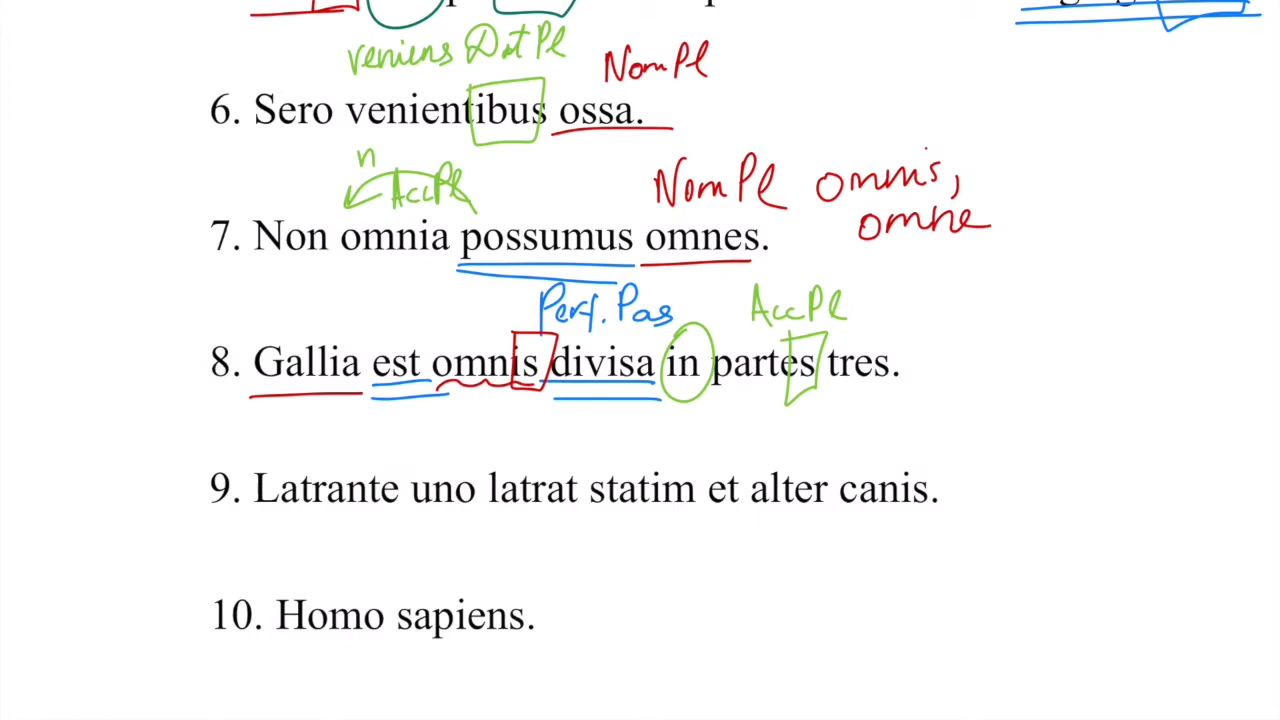 veniens Dat Pl
Nom Pl
6. Sero venientibus ossa.
n
Acc Pl
Nom Pl omnis,
omne
7. Non omnia possumus omnes.
Perf. Pas
Acc Pl
8. Gallia est omnis divisa in partes tres.
9. Latrante uno latrat statim et alter canis.
10. Homo sapiens.